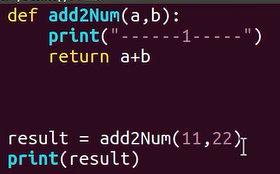 def add2Num(a,b):
    print("------1-----")
    return a+b
result = add2Num(11,22)
print(result)